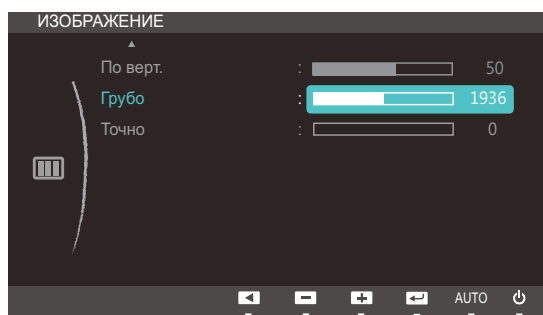 ИЗОБРАЖЕНИЕ
По верт. : 50
Грубо : 1936
Точно : 0
AUTO